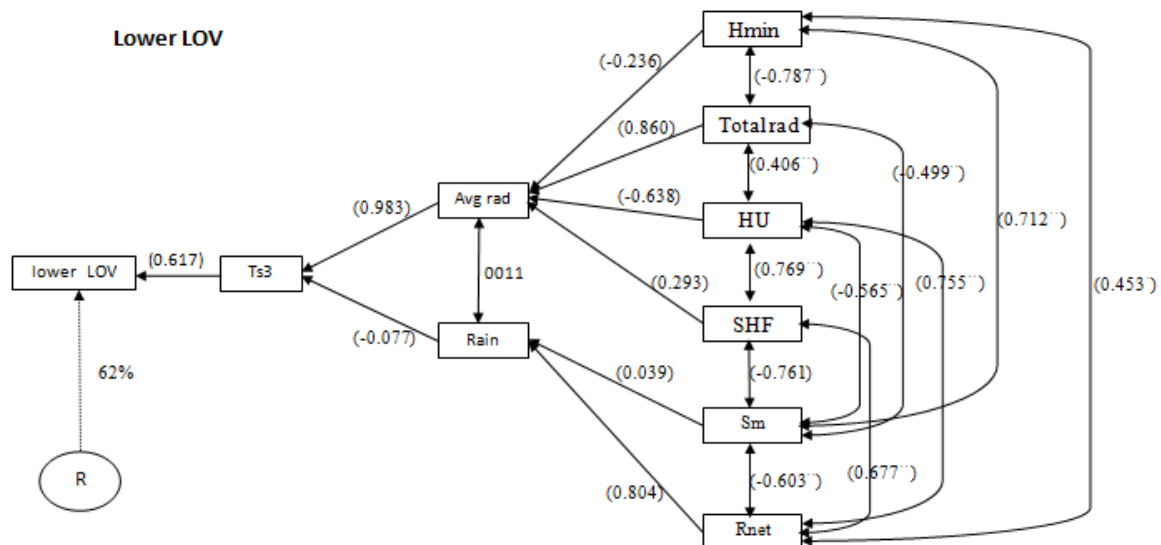 Lower LOV
Hmin
(-0.236)
(-0.787¨)
Totalrad
(0.860)
(0.406¨)
(-0.499¨)
Avg rad
(-0.638)
HU
(0.983)
(0.712¨)
lower LOV
(0.617)
Ts3
0011
(0.769¨)
(-0.565¨)
(0.755¨)
(0.453)
(0.293)
SHF
(-0.077)
Rain
62%
(0.039)
(-0.761)
Sm
R
(0.804)
(-0.603¨)
(0.677¨)
Rnet